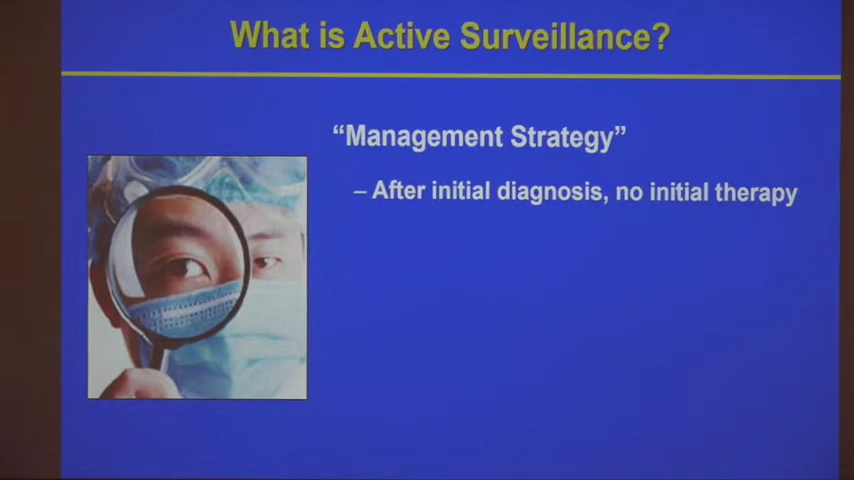 What is Active Surveillance?
“Management Strategy”
– After initial diagnosis, no initial therapy